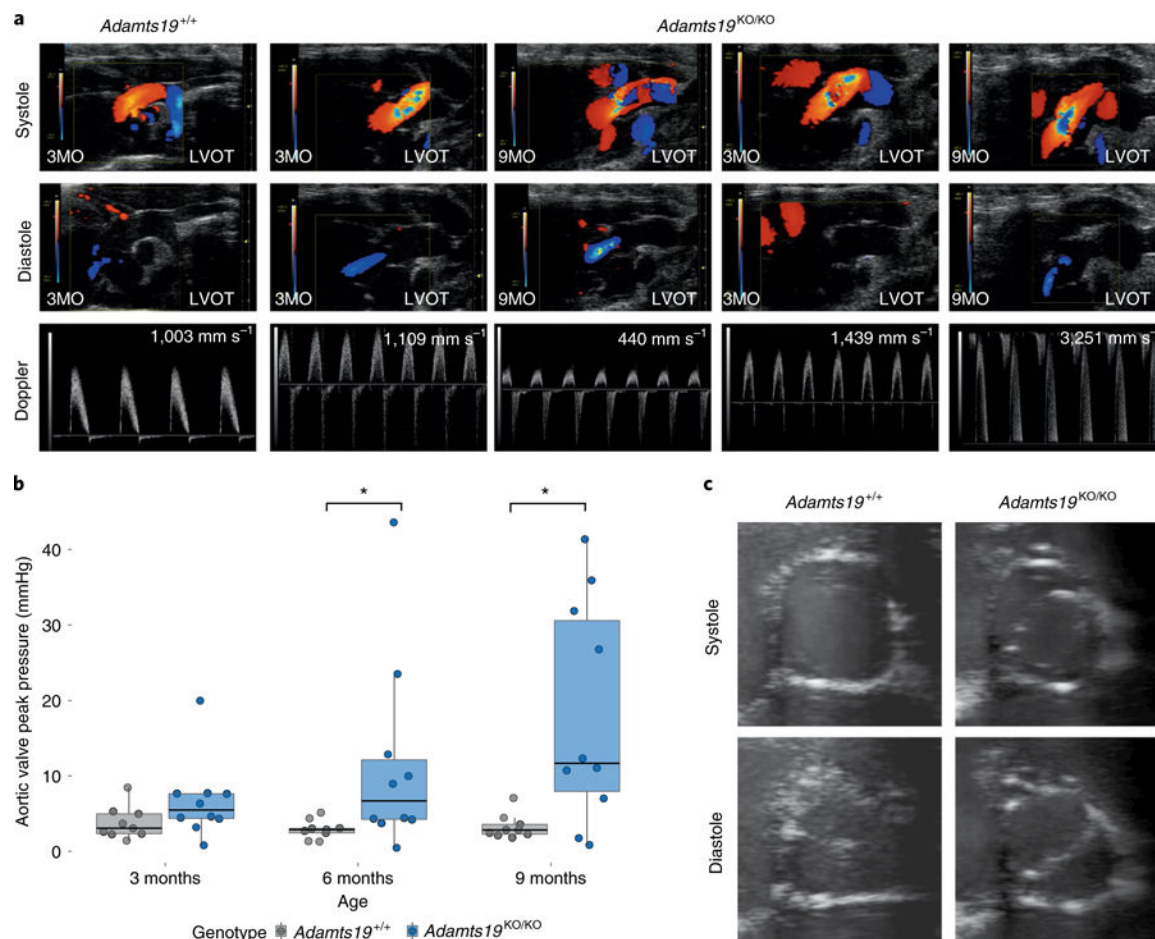 a
Adamts19+/+
Adamts19KO/KO
Systole
3MO LVOT
3MO LVOT
9MO LVOT
3MO LVOT
9MO LVOT
Diastole
3MO LVOT
3MO LVOT
9MO LVOT
3MO LVOT
9MO LVOT
Doppler
1,003 mm s−1
1,109 mm s−1
440 mm s−1
1,439 mm s−1
3,251 mm s−1
b
Aortic valve peak pressure (mmHg)
40
30
20
10
0
*
*
3 months
6 months
9 months
Age
Genotype Adamts19+/+ Adamts19KO/KO
c
Adamts19+/+
Adamts19KO/KO
Systole
Diastole